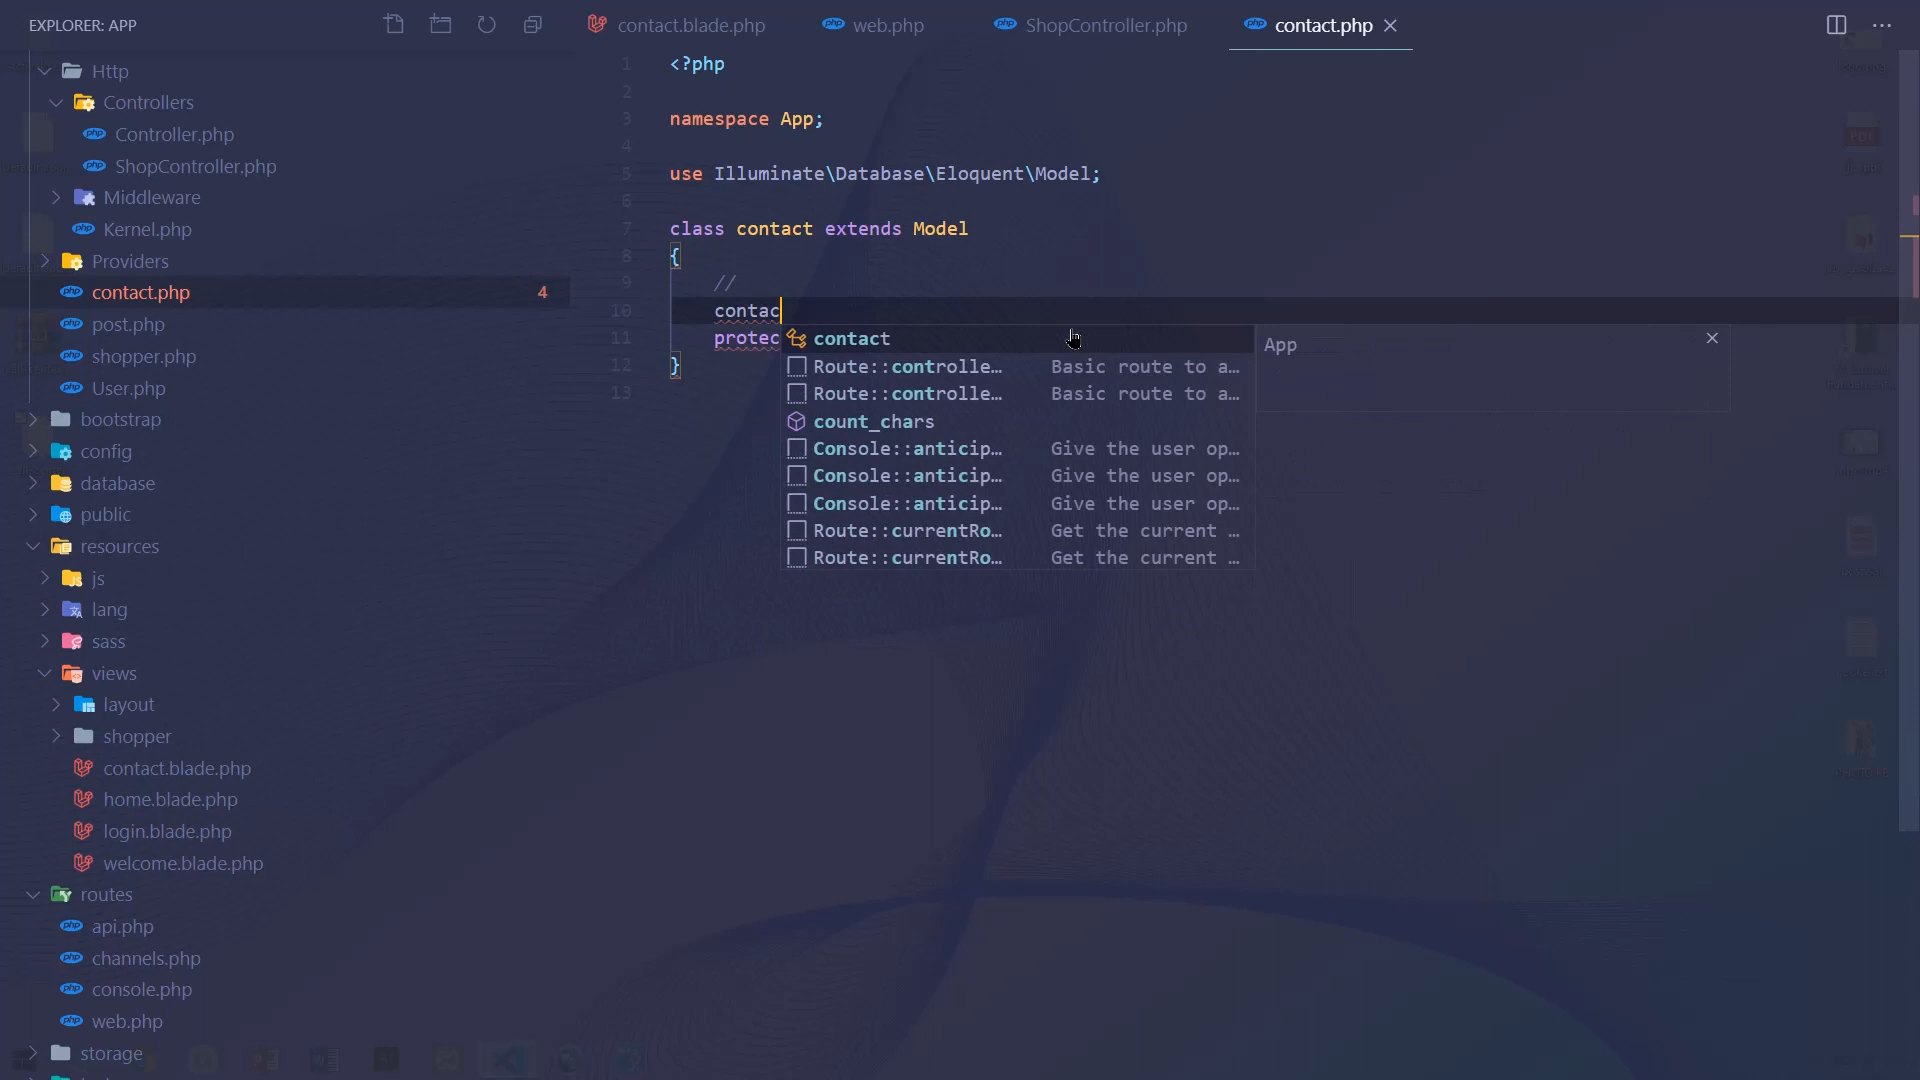 EXPLORER: APP
Http
Controllers
Controller.php
ShopController.php
Middleware
Kernel.php
Providers
contact.php 4
post.php
shopper.php
User.php
bootstrap
config
database
public
resources
js
lang
sass
views
layout
shopper
contact.blade.php
home.blade.php
login.blade.php
welcome.blade.php
routes
api.php
channels.php
console.php
web.php
storage
contact.blade.php
web.php
ShopController.php
contact.php
1 <?php
2
3 namespace App;
4
5 use Illuminate\Database\Eloquent\Model;
6
7 class contact extends Model
8 {
9 //
10 contac
11 protec
12 }
13
contact
Route::controlle… Basic route to a…
Route::controlle… Basic route to a…
count_chars
Console::anticip… Give the user op…
Console::anticip… Give the user op…
Console::anticip… Give the user op…
Route::currentRo… Get the current …
Route::currentRo… Get the current …
App